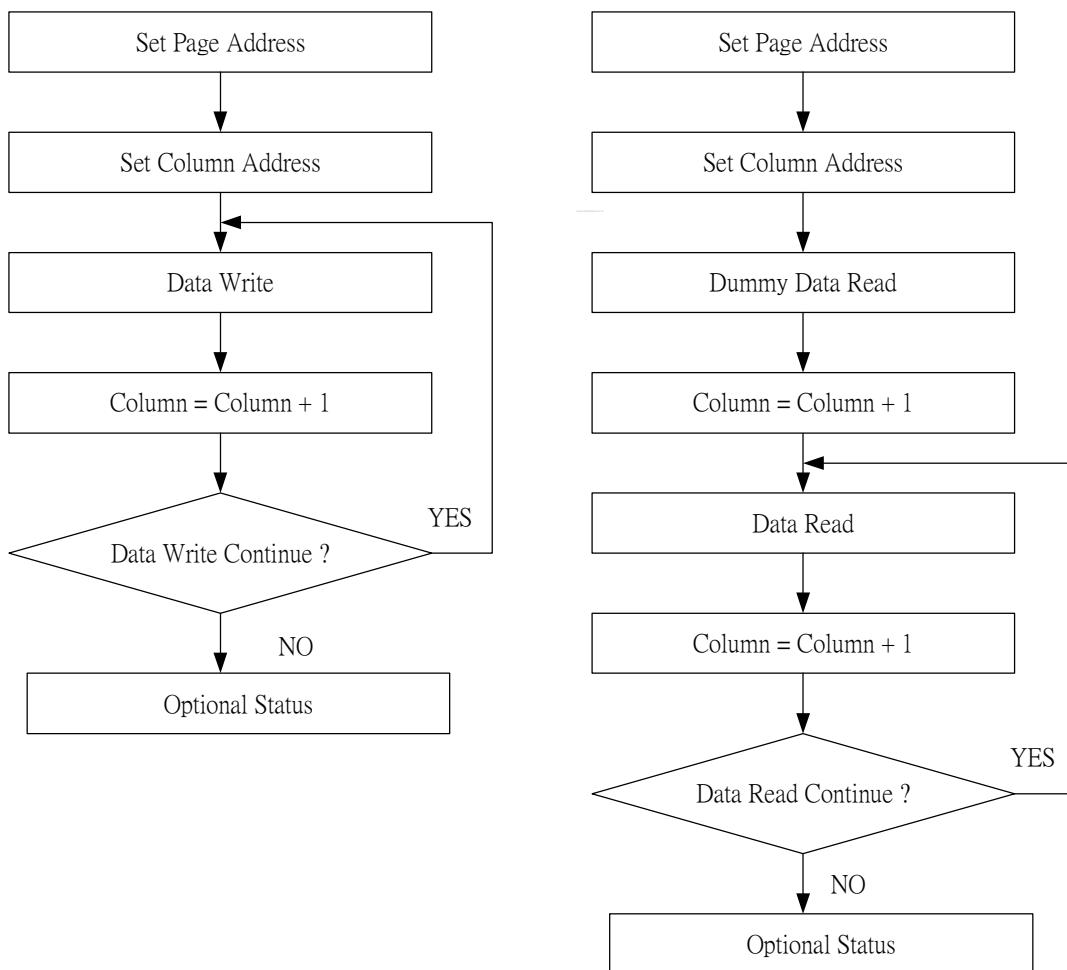 Set Page Address
Set Column Address
Data Write
Column = Column + 1
Data Write Continue ?
YES
NO
Optional Status
Set Page Address
Set Column Address
Dummy Data Read
Column = Column + 1
Data Read
Column = Column + 1
Data Read Continue ?
YES
NO
Optional Status